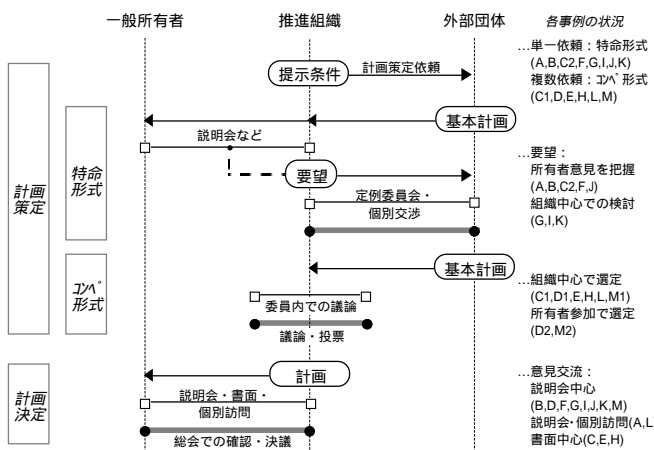 一般所有者 推進組織 外部団体 各事例の状況
提示条件 計画策定依頼
…単一依頼：特命形式
(A,B,C2,F,G,I,J,K)
複数依頼：ｺﾝﾍﾟ形式
(C1,D,E,H,L,M)
計画
策定
特命
形式
基本計画
説明会など
要望
定例委員会・
個別交渉
…要望：
所有者意見を把握
(A,B,C2,F,J)
組織中心での検討
(G,I,K)
ｺﾝﾍﾟ
形式
基本計画
委員内での議論
議論・投票
…組織中心で選定
(C1,D1,E,H,L,M1)
所有者参加で選定
(D2,M2)
計画
決定
計画
説明会・書面・
個別訪問
総会での確認・決議
…意見交流：
説明会中心
(B,D,F,G,I,J,K,M)
説明会・個別訪問(A,L
書面中心(C,E,H)